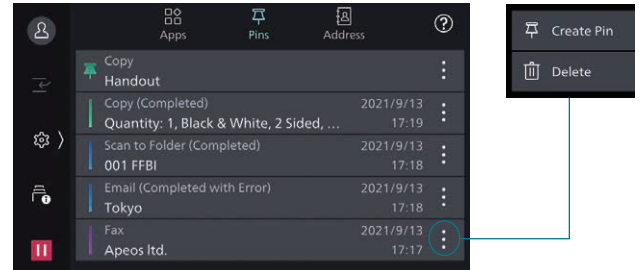 Apps
Pins
Address
?
Copy
Handout
Copy (Completed)
2021/9/13
Quantity: 1, Black & White, 2 Sided, ...
17:19
Scan to Folder (Completed)
2021/9/13
001 FFBI
17:18
Email (Completed with Error)
2021/9/13
Tokyo
17:18
Fax
2021/9/13
Apeos ltd.
17:17
Create Pin
Delete